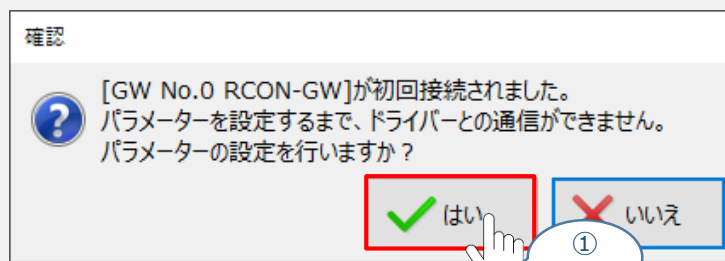 確認
[GW No.0 RCON-GW]が初回接続されました。
パラメーターを設定するまで、ドライバーとの通信ができません。
パラメーターの設定を行いますか？
はい いいえ
①